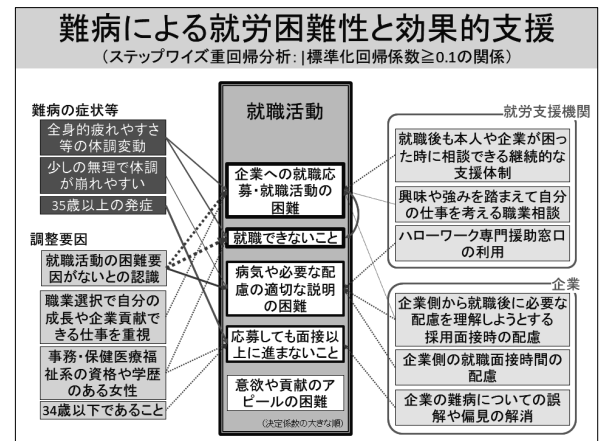 難病による就労困難性と効果的支援
(ステップワイズ重回帰分析:|標準化回帰係数≧0.1の関係)
難病の症状等
全身的疲れやすさ
等の体調変動
少しの無理で体調
が崩れやすい
35歳以上の発症
調整要因
就職活動の困難要
因がないとの認識
職業選択で自分の
成長や企業貢献で
きる仕事を重視
事務・保健医療福
祉系の資格や学歴
のある女性
34歳以下であること
就職活動
企業への就職応
募・就職活動の
困難
就職できないこと
病気や必要な配
慮の適切な説明
の困難
応募しても面接以
上に進まないこと
意欲や貢献のア
ピールの困難
(決定係数の大きな順)
就労支援機関
就職後も本人や企業が困っ
た時に相談できる継続的な
支援体制
興味や強みを踏まえて自分
の仕事を考える職業相談
ハローワーク専門援助窓口
の利用
企業
企業側から就職後に必要な
配慮を理解しようとする
採用面接時の配慮
企業側の就職面接時間の
配慮
企業の難病についての誤
解や偏見の解消